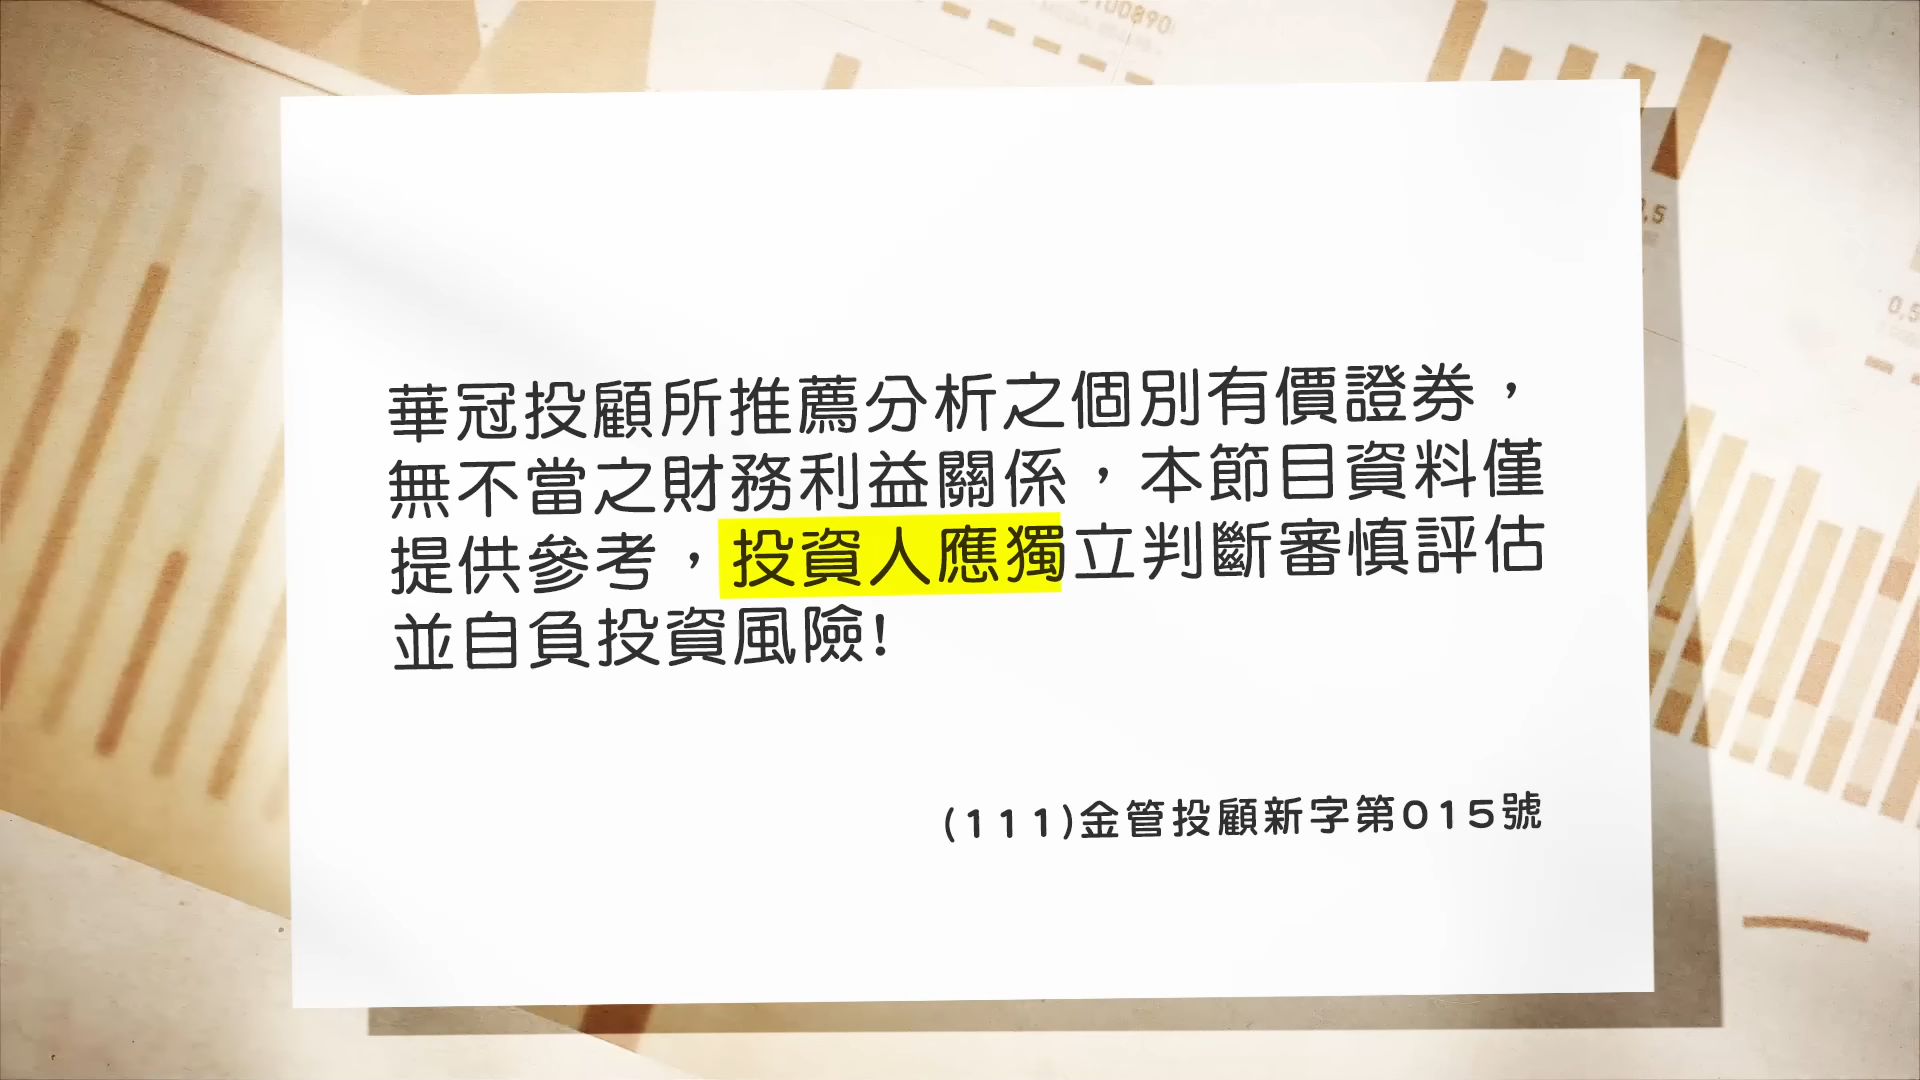 華冠投顧所推薦分析之個別有價證券，
無不當之財務利益關係，本節目資料僅
提供參考，投資人應獨立判斷審慎評估
並自負投資風險!
(111)金管投顧新字第015號